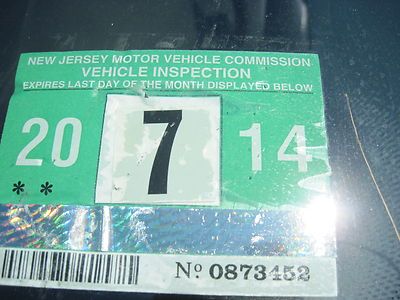 NEW JERSEY MOTOR VEHICLE COMMISSION
VEHICLE INSPECTION
EXPIRES LAST DAY OF THE MONTH DISPLAYED BELOW
20 7 14
* *
Nº 0873452